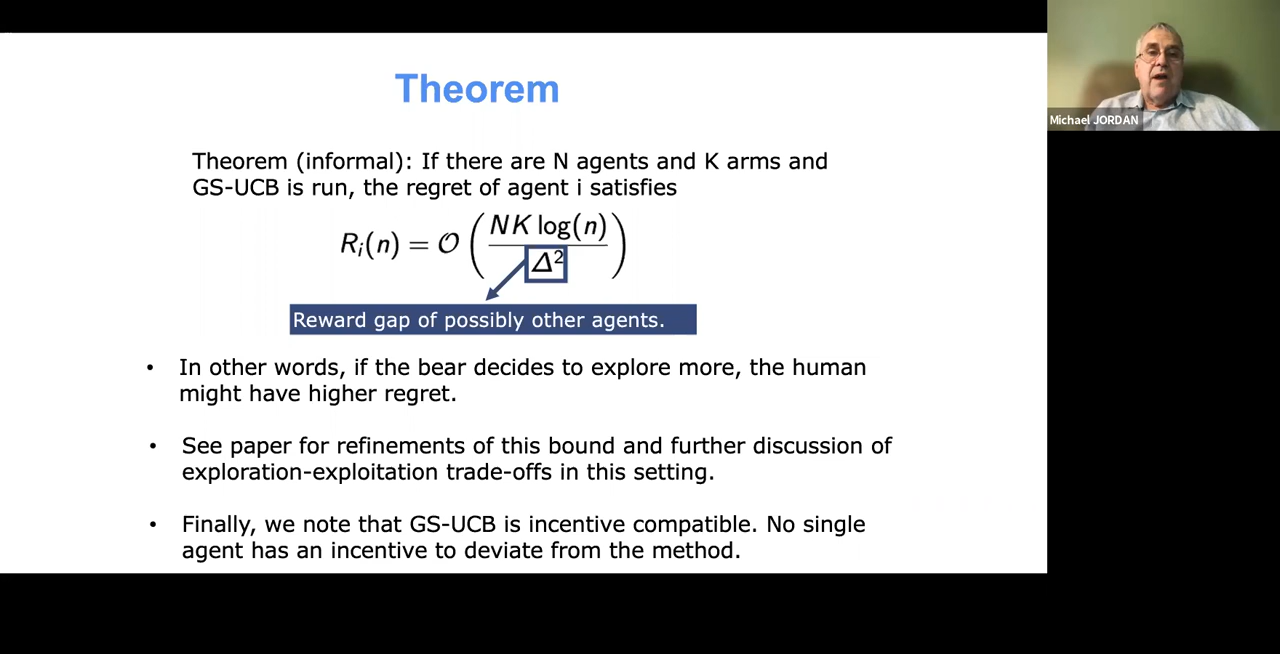 Theorem
Michael JORDAN
Theorem (informal): If there are N agents and K arms and
GS-UCB is run, the regret of agent i satisfies
Rᵢ(n) = 𝒪 ( NK log(n) / Δ² )
Reward gap of possibly other agents.
• In other words, if the bear decides to explore more, the human
might have higher regret.
• See paper for refinements of this bound and further discussion of
exploration-exploitation trade-offs in this setting.
• Finally, we note that GS-UCB is incentive compatible. No single
agent has an incentive to deviate from the method.